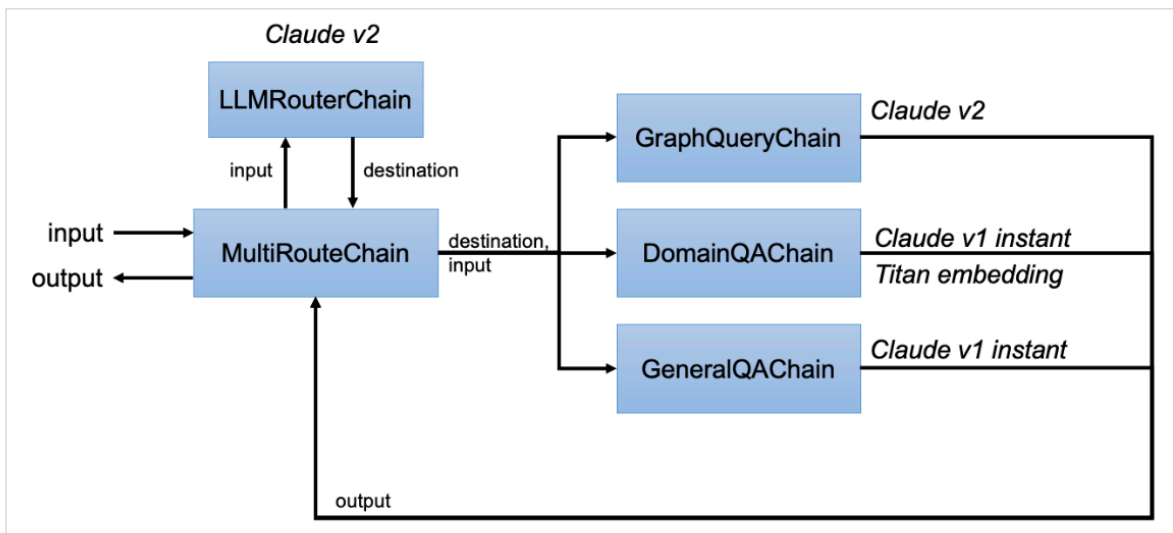 Claude v2
LLMRouterChain
input
destination
input
output
MultiRouteChain
destination,
input
GraphQueryChain
Claude v2
DomainQAChain
Claude v1 instant
Titan embedding
GeneralQAChain
Claude v1 instant
output